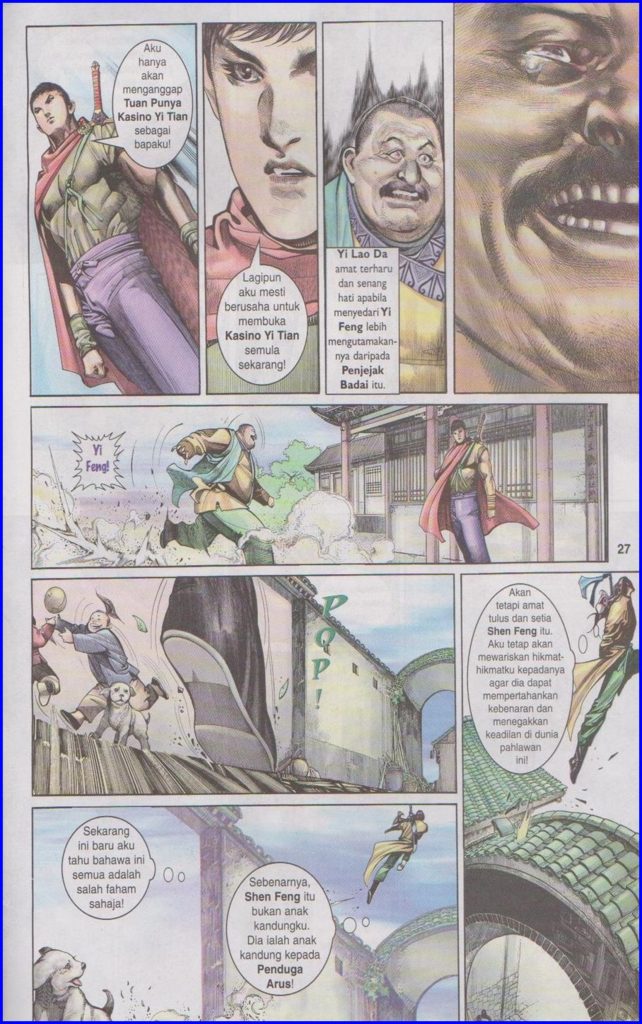 Aku
hanya
akan
menganggap
Tuan Punya
Kasino Yi Tian
sebagai
bapaku!
Lagipun
aku mesti
berusaha untuk
membuka
Kasino Yi Tian
semula
sekarang!
Yi Lao Da
amat terharu
dan senang
hati apabila
menyedari Yi
Feng lebih
mengutamakan-
nya daripada
Penjejak
Badai itu.
Yi
Feng!
27
POP!
Akan
tetapi amat
tulus dan setia
Shen Feng itu.
Aku tetap akan
mewariskan hikmat-
hikmatku kepadanya
agar dia dapat
mempertahankan
kebenaran dan
menegakkan
keadilan di dunia
pahlawan
ini!
Sekarang
ini baru aku
tahu bahawa ini
semua adalah
salah faham
sahaja!
Sebenarnya,
Shen Feng itu
bukan anak
kandungku.
Dia ialah anak
kandung kepada
Penduga
Arus!